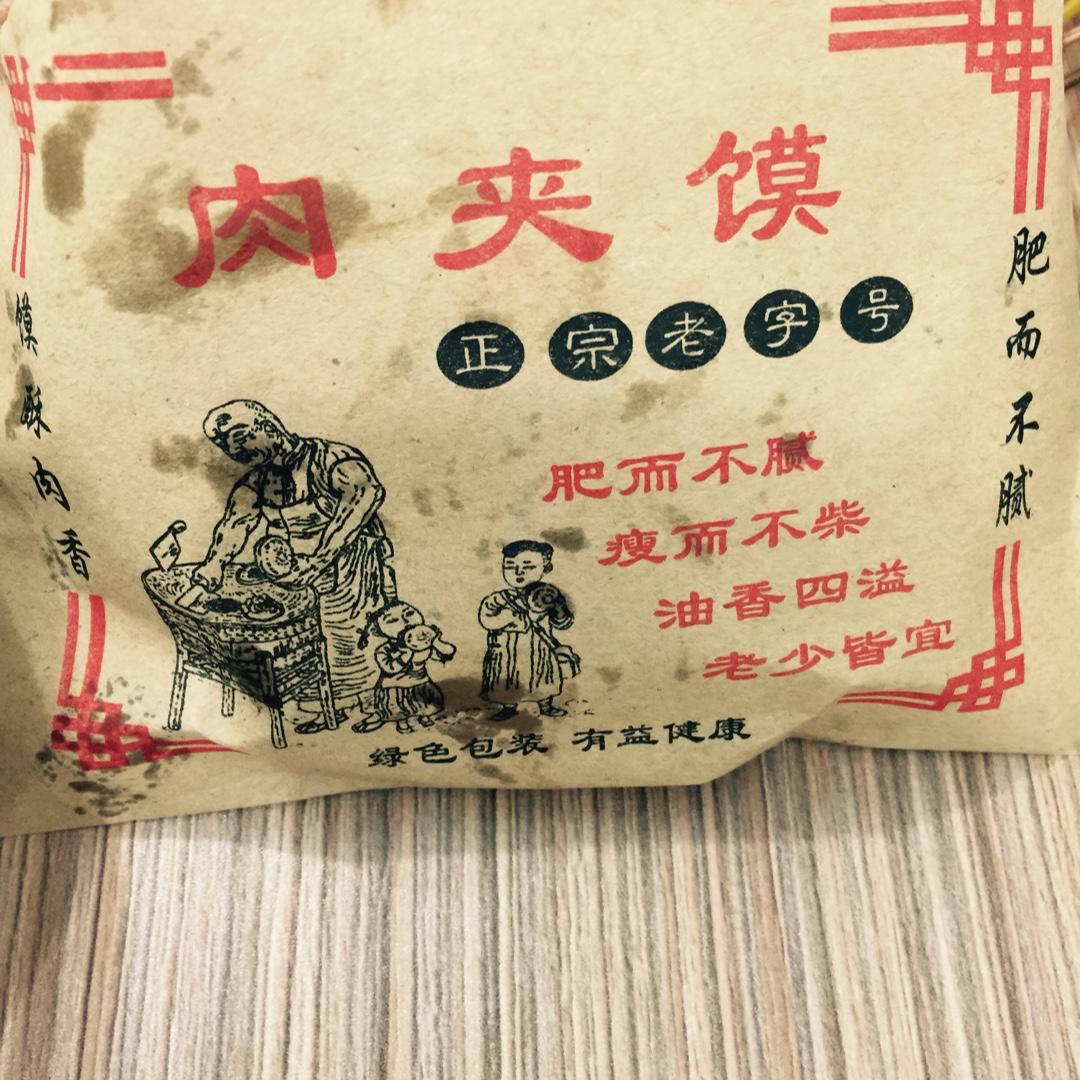 肉夹馍
正宗老字号
肥而不腻
瘦而不柴
油香四溢
老少皆宜
绿色包装 有益健康
馍酥肉香
肥而不腻